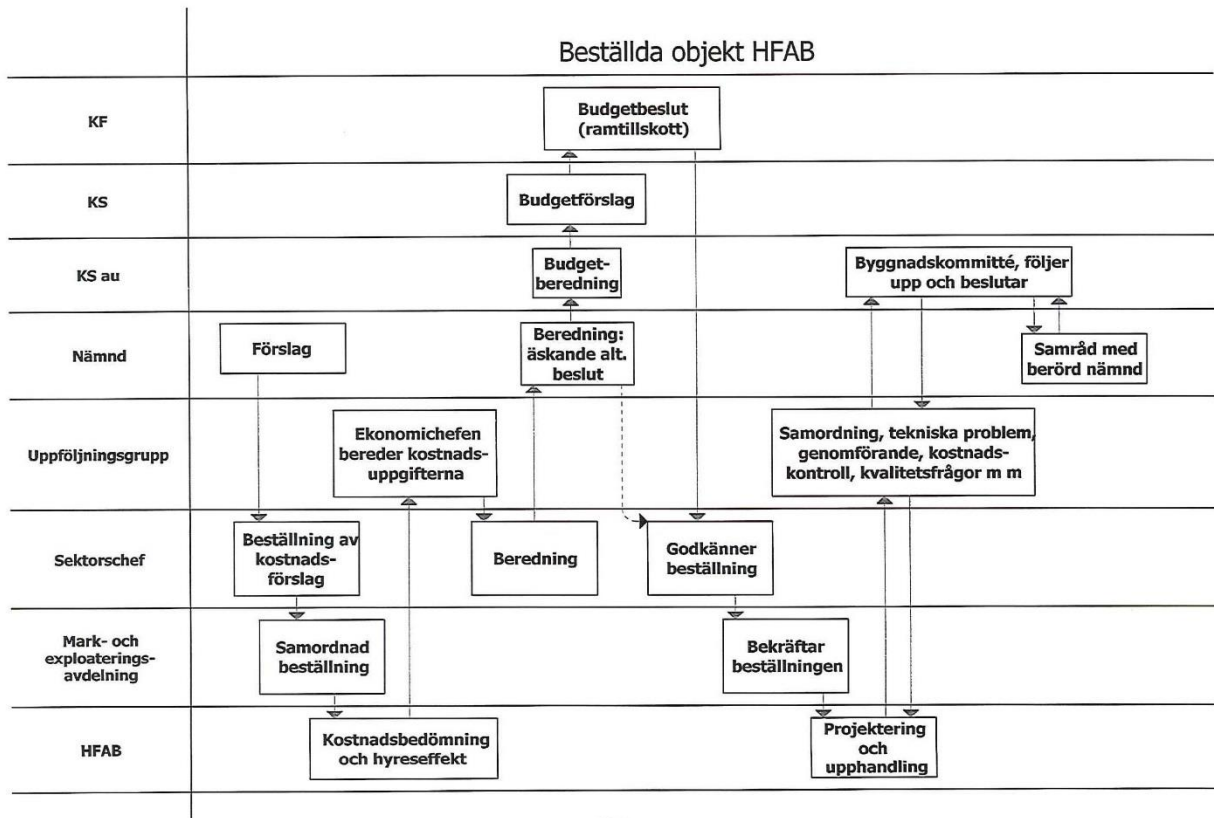 Beställda objekt HFAB
KF
Budgetbeslut
(ramtillskott)
KS
Budgetförslag
KS au
Budget-
beredning
Byggnadskommitté, följer
upp och beslutar
Nämnd
Förslag
Beredning:
äskande alt.
beslut
Samråd med
berörd nämnd
Uppföljningsgrupp
Ekonomichefen
bereder kostnads-
uppgifterna
Samordning, tekniska problem,
genomförande, kostnads-
kontroll, kvalitetsfrågor m m
Sektorschef
Beställning av
kostnads-
förslag
Beredning
Godkänner
beställning
Mark- och
exploaterings-
avdelning
Samordnad
beställning
Bekräftar
beställningen
HFAB
Kostnadsbedömning
och hyreseffekt
Projektering
och
upphandling